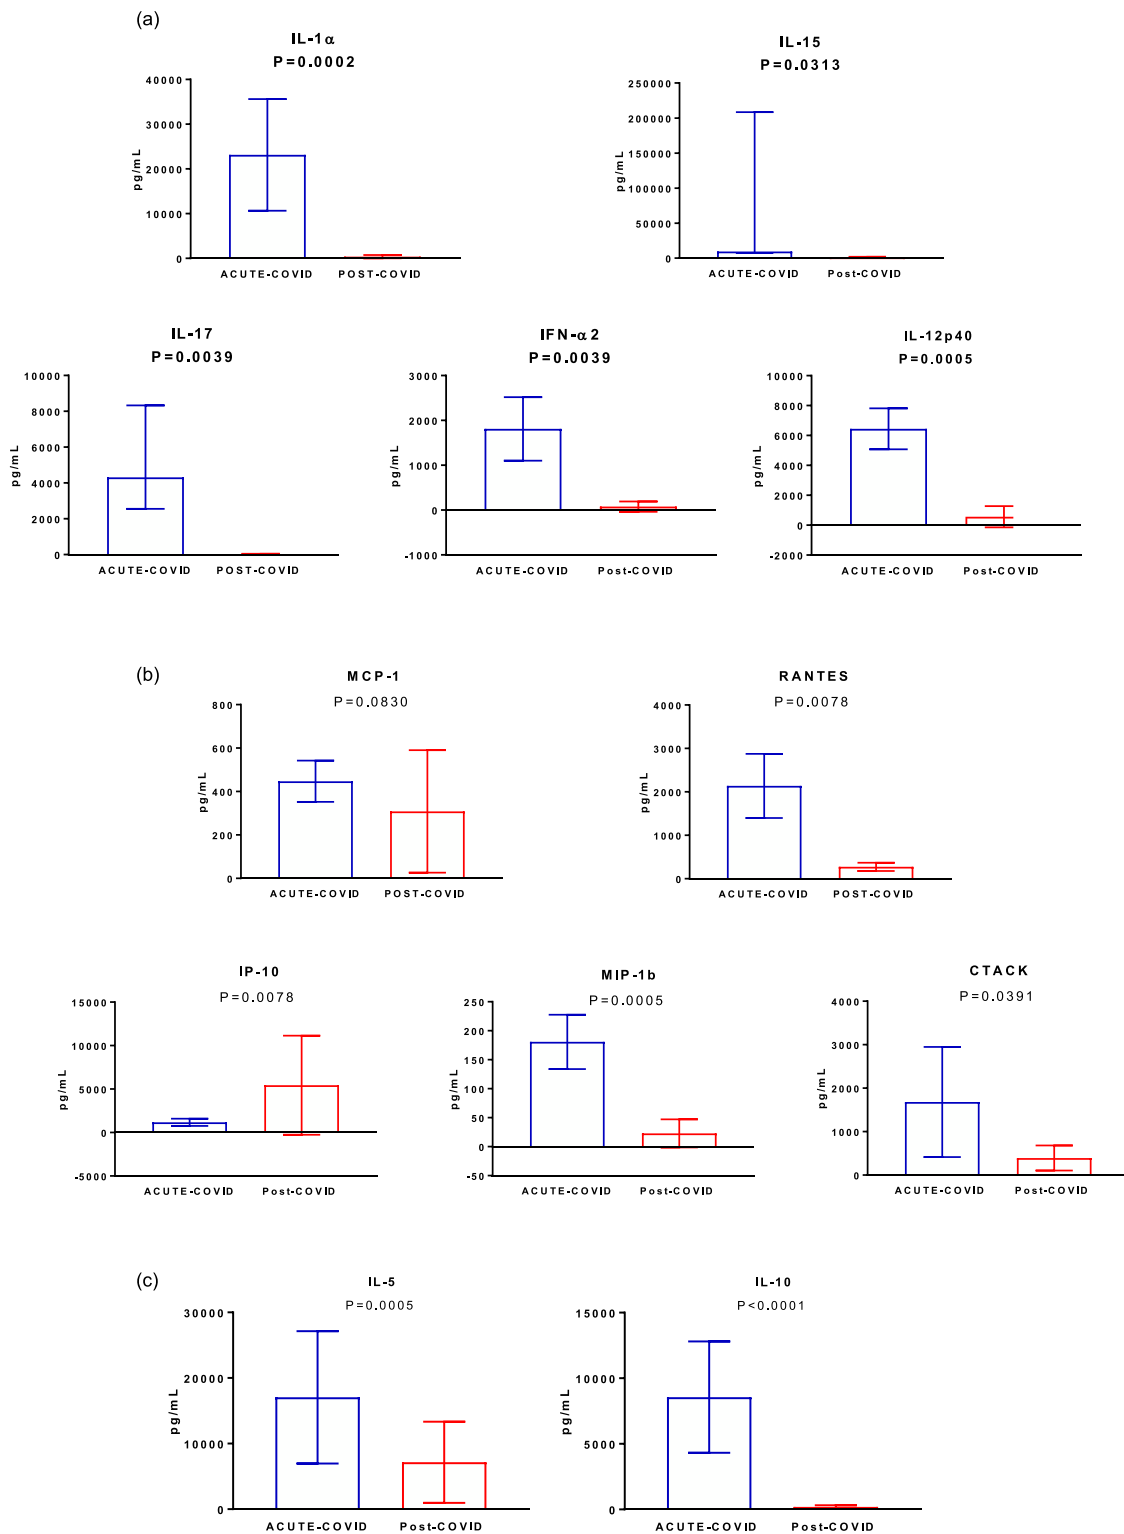 (a)
IL-1α
P=0.0002
40000
30000
20000
10000
0
pg/mL
ACUTE-COVID
POST-COVID
IL-15
P=0.0313
250000
200000
150000
100000
50000
0
pg/mL
ACUTE-COVID
Post-COVID
IL-17
P=0.0039
10000
8000
6000
4000
2000
0
pg/mL
ACUTE-COVID
POST-COVID
IFN-α2
P=0.0039
3000
2000
1000
0
-1000
pg/mL
ACUTE-COVID
Post-COVID
IL-12p40
P=0.0005
10000
8000
6000
4000
2000
0
-2000
pg/mL
ACUTE-COVID
Post-COVID
(b)
MCP-1
P=0.0830
800
600
400
200
0
pg/mL
ACUTE-COVID
POST-COVID
RANTES
P=0.0078
4000
3000
2000
1000
0
pg/mL
ACUTE-COVID
POST-COVID
IP-10
P=0.0078
15000
10000
5000
0
-5000
pg/mL
ACUTE-COVID
Post-COVID
MIP-1b
P=0.0005
250
200
150
100
50
0
-50
pg/mL
ACUTE-COVID
Post-COVID
CTACK
P=0.0391
4000
3000
2000
1000
0
pg/mL
ACUTE-COVID
Post-COVID
(c)
IL-5
P=0.0005
30000
20000
10000
0
pg/mL
ACUTE-COVID
Post-COVID
IL-10
P<0.0001
15000
10000
5000
0
pg/mL
ACUTE-COVID
Post-COVID